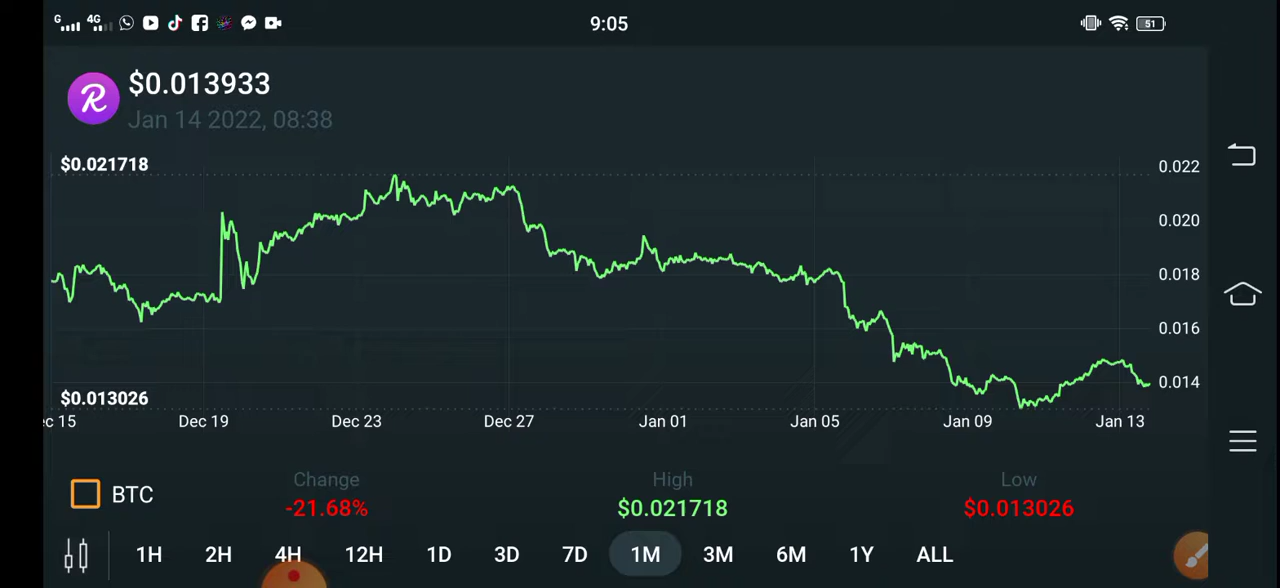 G 4G 9:05 51
R $0.013933
Jan 14 2022, 08:38
$0.021718
0.022
0.020
0.018
0.016
0.014
$0.013026
c 15 Dec 19 Dec 23 Dec 27 Jan 01 Jan 05 Jan 09 Jan 13
Change High Low
BTC -21.68% $0.021718 $0.013026
1H 2H 4H 12H 1D 3D 7D 1M 3M 6M 1Y ALL